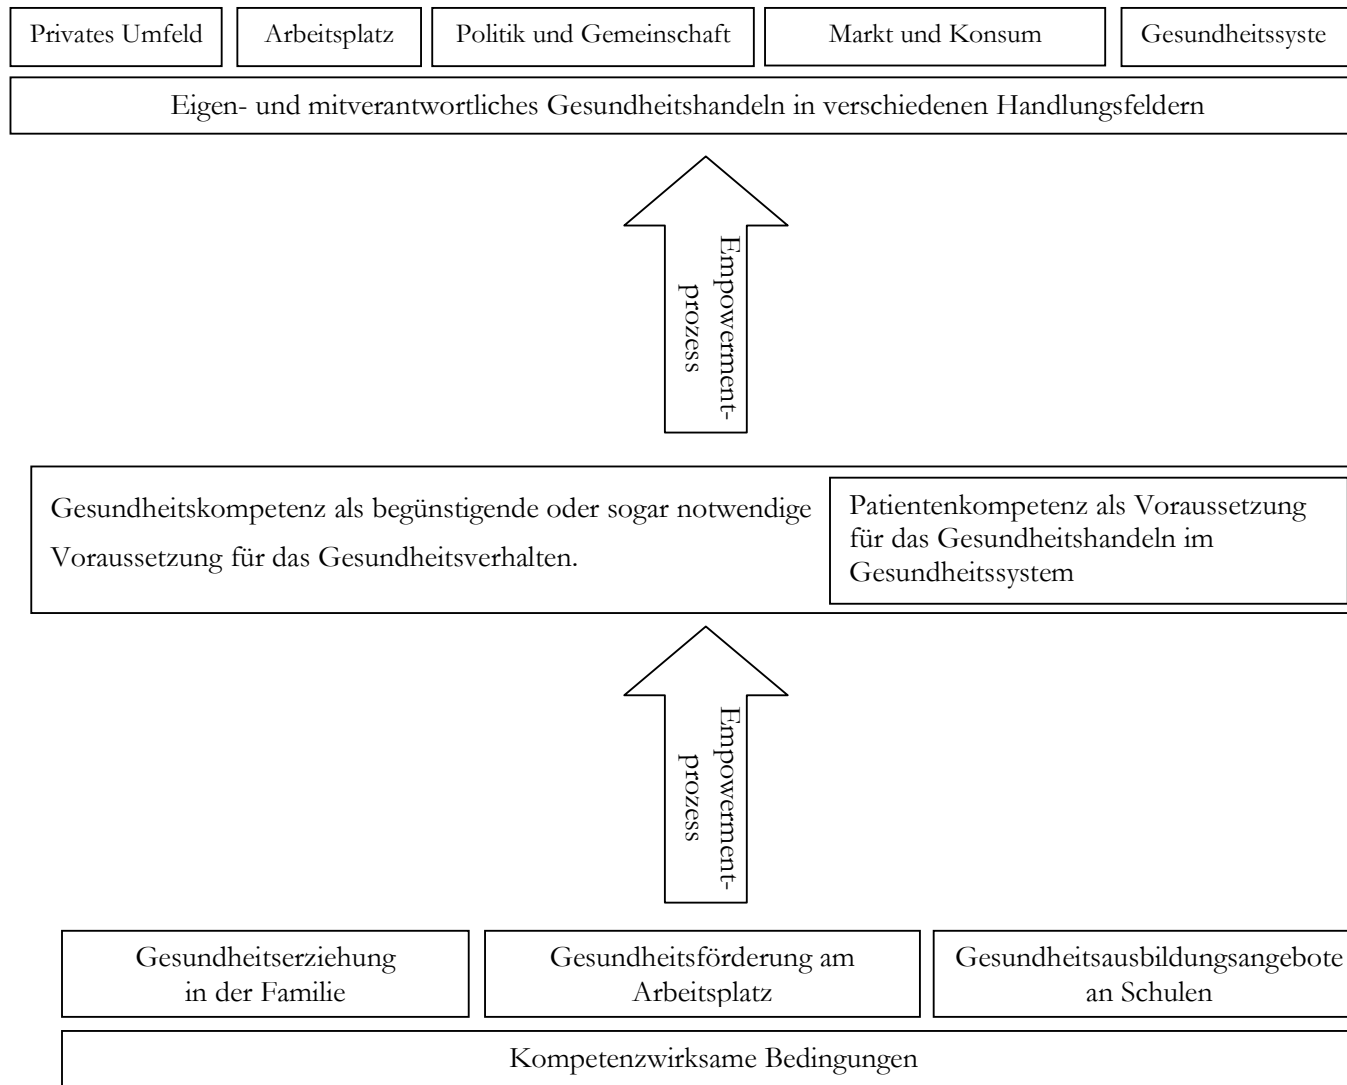 Privates Umfeld
Arbeitsplatz
Politik und Gemeinschaft
Markt und Konsum
Gesundheitssyste
Eigen- und mitverantwortliches Gesundheitshandeln in verschiedenen Handlungsfeldern
Empowerment-
prozess
Gesundheitskompetenz als begünstigende oder sogar notwendige
Voraussetzung für das Gesundheitsverhalten.
Patientenkompetenz als Voraussetzung
für das Gesundheitshandeln im
Gesundheitssystem
Empowerment-
prozess
Gesundheitserziehung
in der Familie
Gesundheitsförderung am
Arbeitsplatz
Gesundheitsausbildungsangebote
an Schulen
Kompetenzwirksame Bedingungen